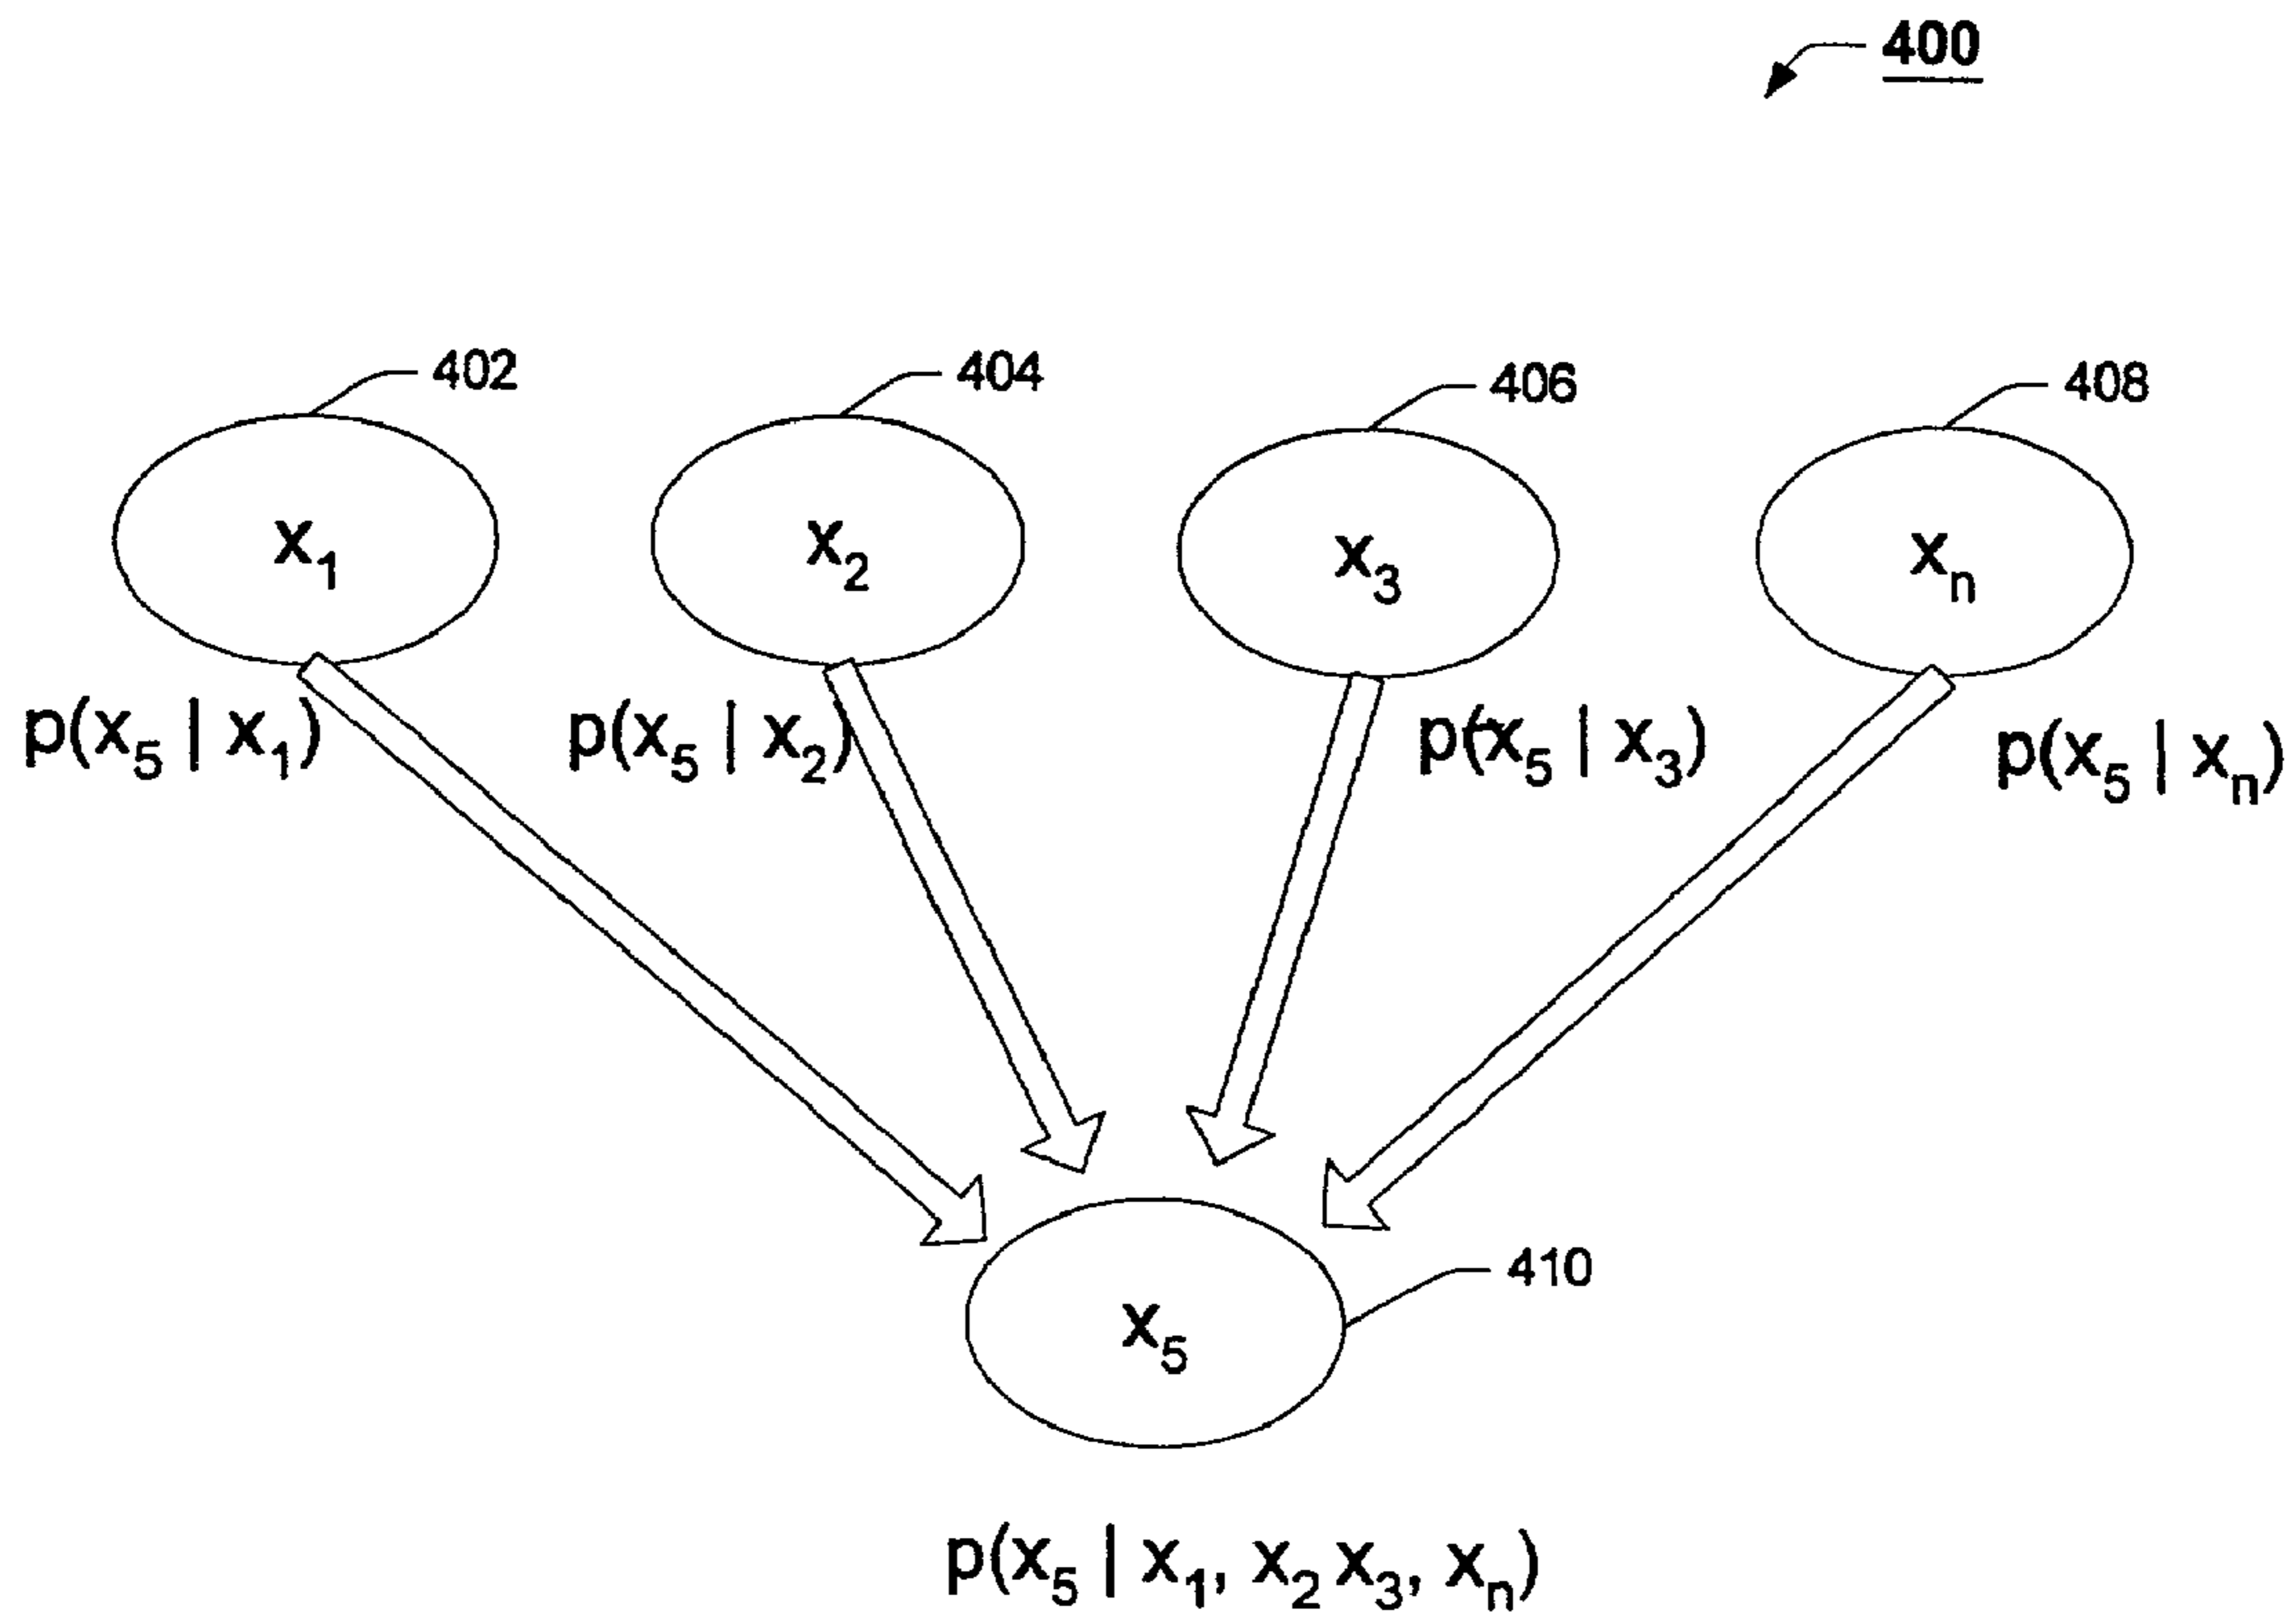 400
402
404
406
408
x₁
x₂
x₃
xₙ
p(x₅ | x₁)
p(x₅ | x₂)
p(x₅ | x₃)
p(x₅ | xₙ)
410
x₅
p(x₅ | x₁, x₂ x₃, xₙ)